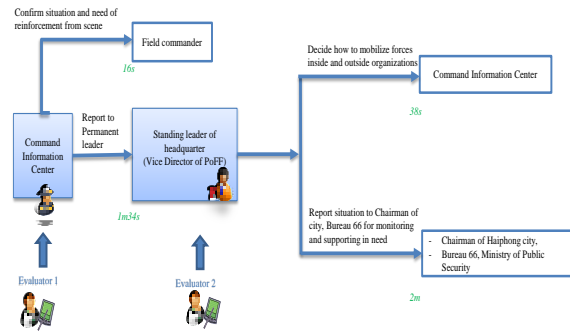 Confirm situation and need of
reinforcement from scene
Field commander
16s
Decide how to mobilize forces
inside and outside organizations
Command Information Center
38s
Command
Information
Center
Report to
Permanent
leader
Standing leader of
headquarter
(Vice Director of PoFF)
1m34s
Report situation to Chairman of
city, Bureau 66 for monitoring
and supporting in need
- Chairman of Haiphong city,
- Bureau 66, Ministry of Public
Security
2m
Evaluator 1
Evaluator 2